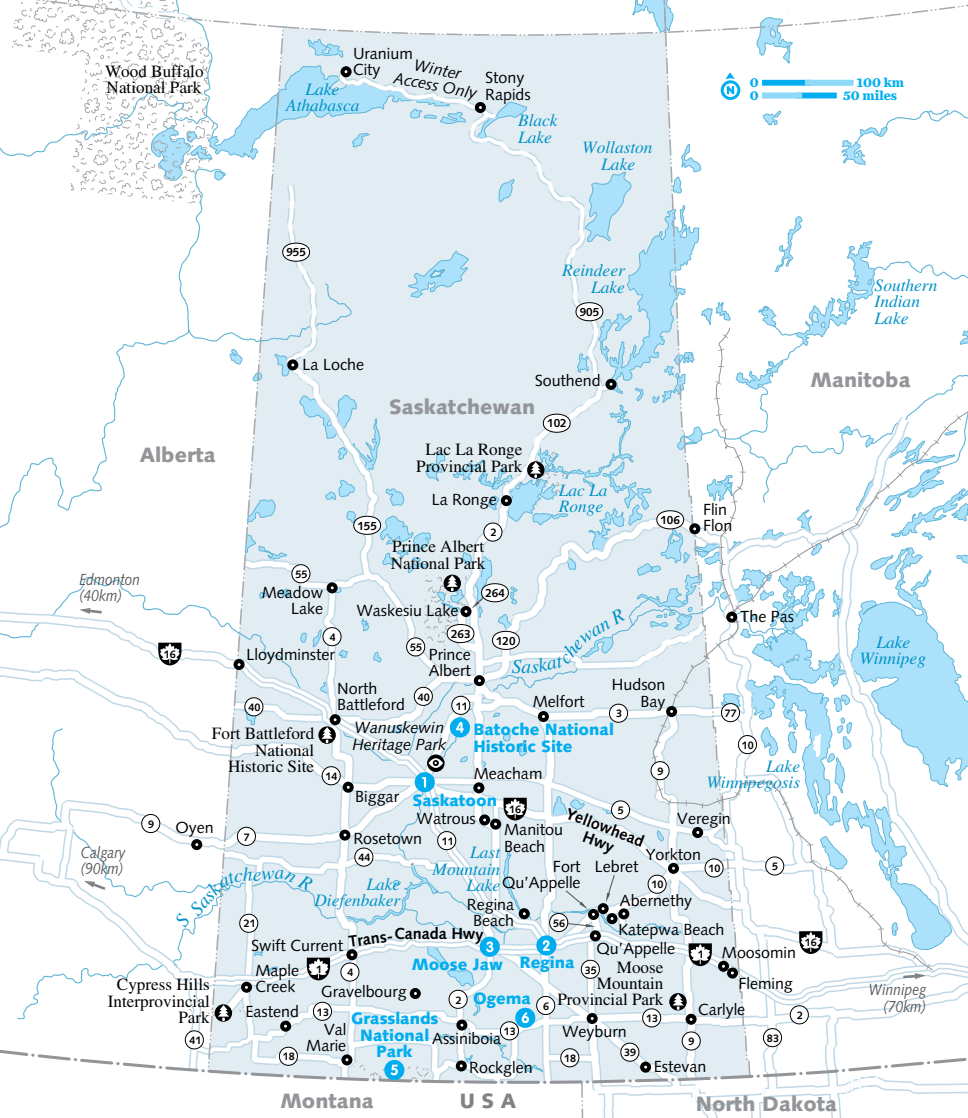 Uranium
City
Winter
Access Only
Stony
Rapids
Wood Buffalo
National Park
Lake
Athabasca
Black
Lake
N
0 100 km
0 50 miles
Wollaston
Lake
955
Reindeer
Lake
905
Southern
Indian
Lake
La Loche
Southend
Manitoba
Saskatchewan
102
Alberta
Lac La Ronge
Provincial Park
La Ronge
Lac La
Ronge
155
2
106
Flin
Flon
Prince Albert
National Park
55
Edmonton
(40km)
Meadow
Lake
264
Waskesiu Lake
The Pas
4
263
120
55
Saskatchewan R
16
Lloydminster
Prince
Albert
Lake
Winnipeg
40
North
Battleford
40
11
Melfort
3
Hudson
Bay
77
Wanuskewin
Heritage Park
4 Batoche National
Historic Site
Fort Battleford
National
Historic Site
10
14
1
Saskatoon
Meacham
9
Lake
Winnipegosis
Biggar
16
5
Watrous
Manitou
Beach
Yellowhead
Hwy
Veregin
9
Oyen
7
Rosetown
11
44
Calgary
(90km)
Last
Mountain
Lake
Fort
Qu'Appelle
Lebret
Yorkton
10
5
10
S Saskatchewan R
Lake
Diefenbaker
Abernethy
Regina
Beach
56
Katepwa Beach
21
Swift Current
Trans-Canada Hwy
3
Moose Jaw
2
Regina
Qu'Appelle
1
Moosomin
16
1
4
Maple
Creek
35
Moose
Mountain
Provincial Park
Fleming
Winnipeg
(70km)
Cypress Hills
Interprovincial
Park
Gravelbourg
2
Ogema
6
6
Eastend
13
Grasslands
National
Park
5
Assiniboia
13
Weyburn
13
Carlyle
2
41
Val
Marie
18
18
39
9
83
Rockglen
Estevan
Montana
USA
North Dakota